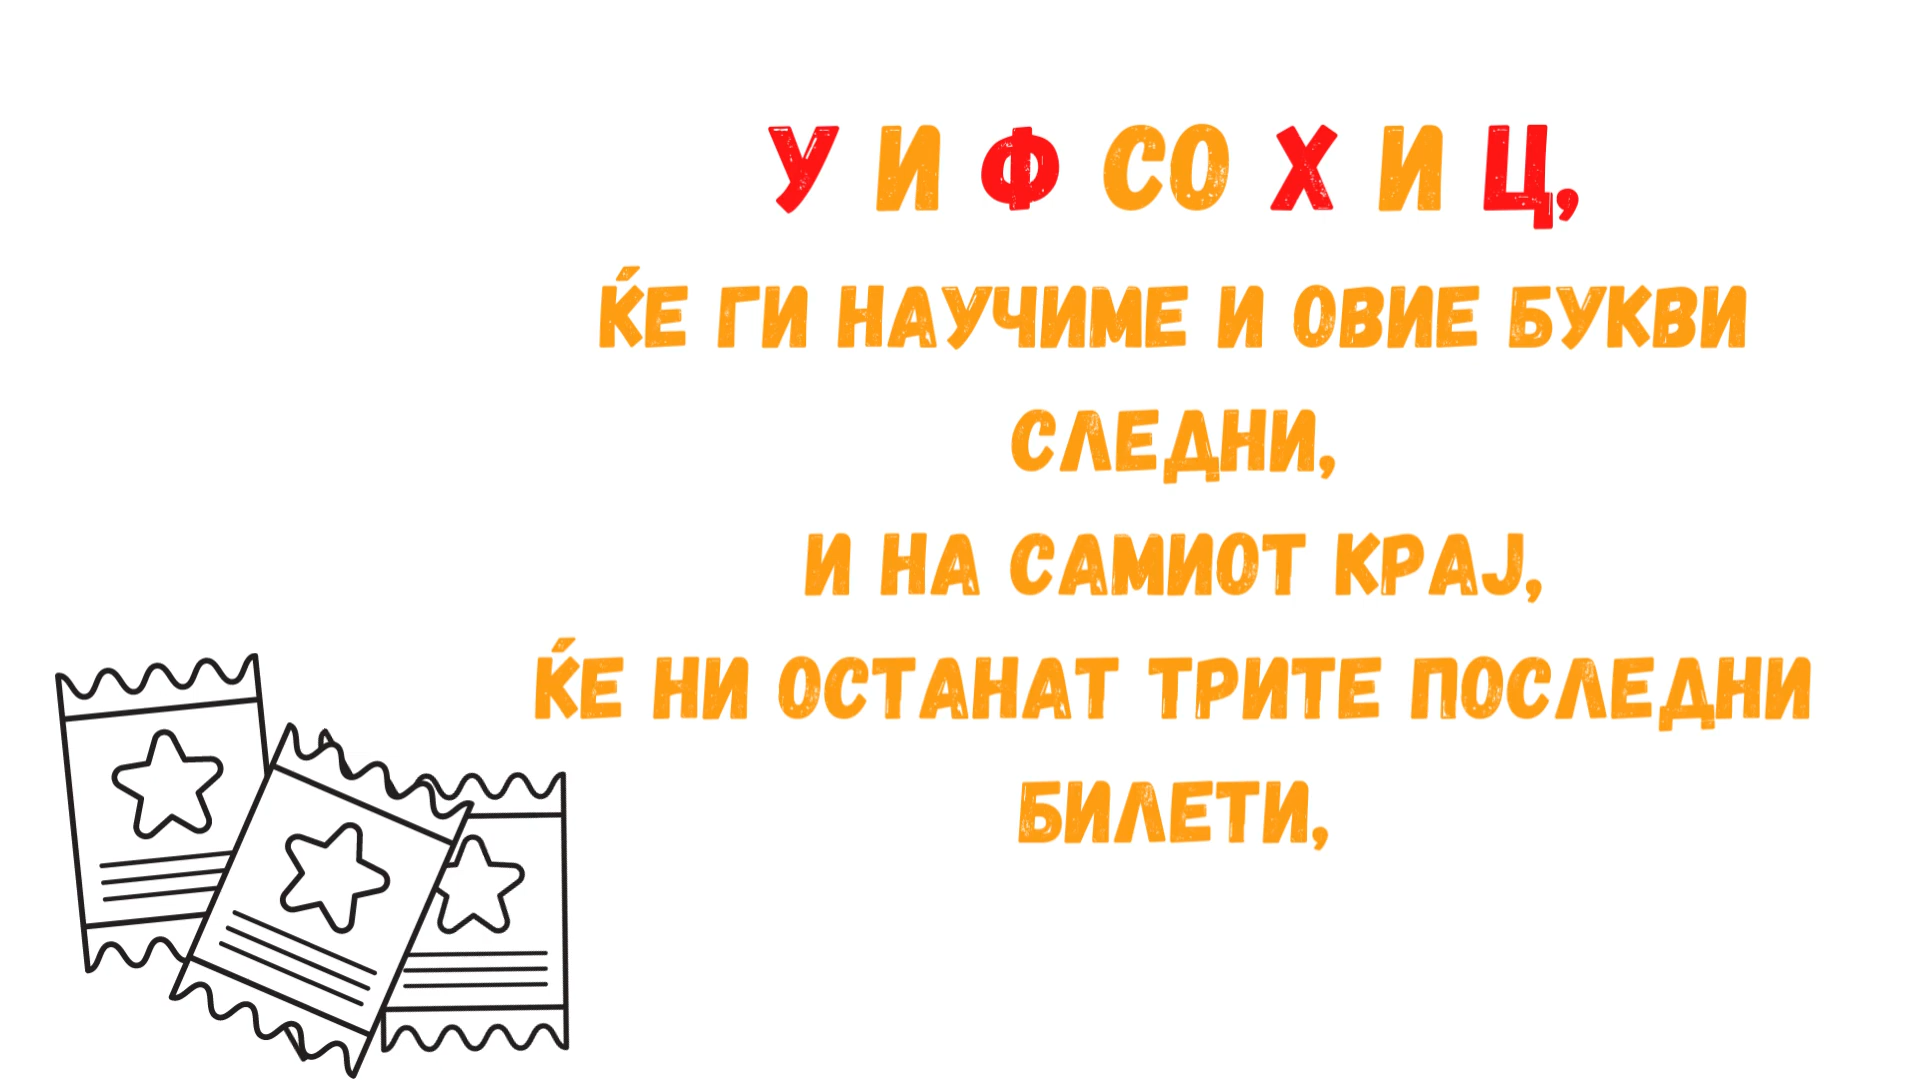 У И Ф СО Х И Ц,
ЌЕ ГИ НАУЧИМЕ И ОВИЕ БУКВИ
СЛЕДНИ,
И НА САМИОТ КРАЈ,
ЌЕ НИ ОСТАНАТ ТРИТЕ ПОСЛЕДНИ
БИЛЕТИ,